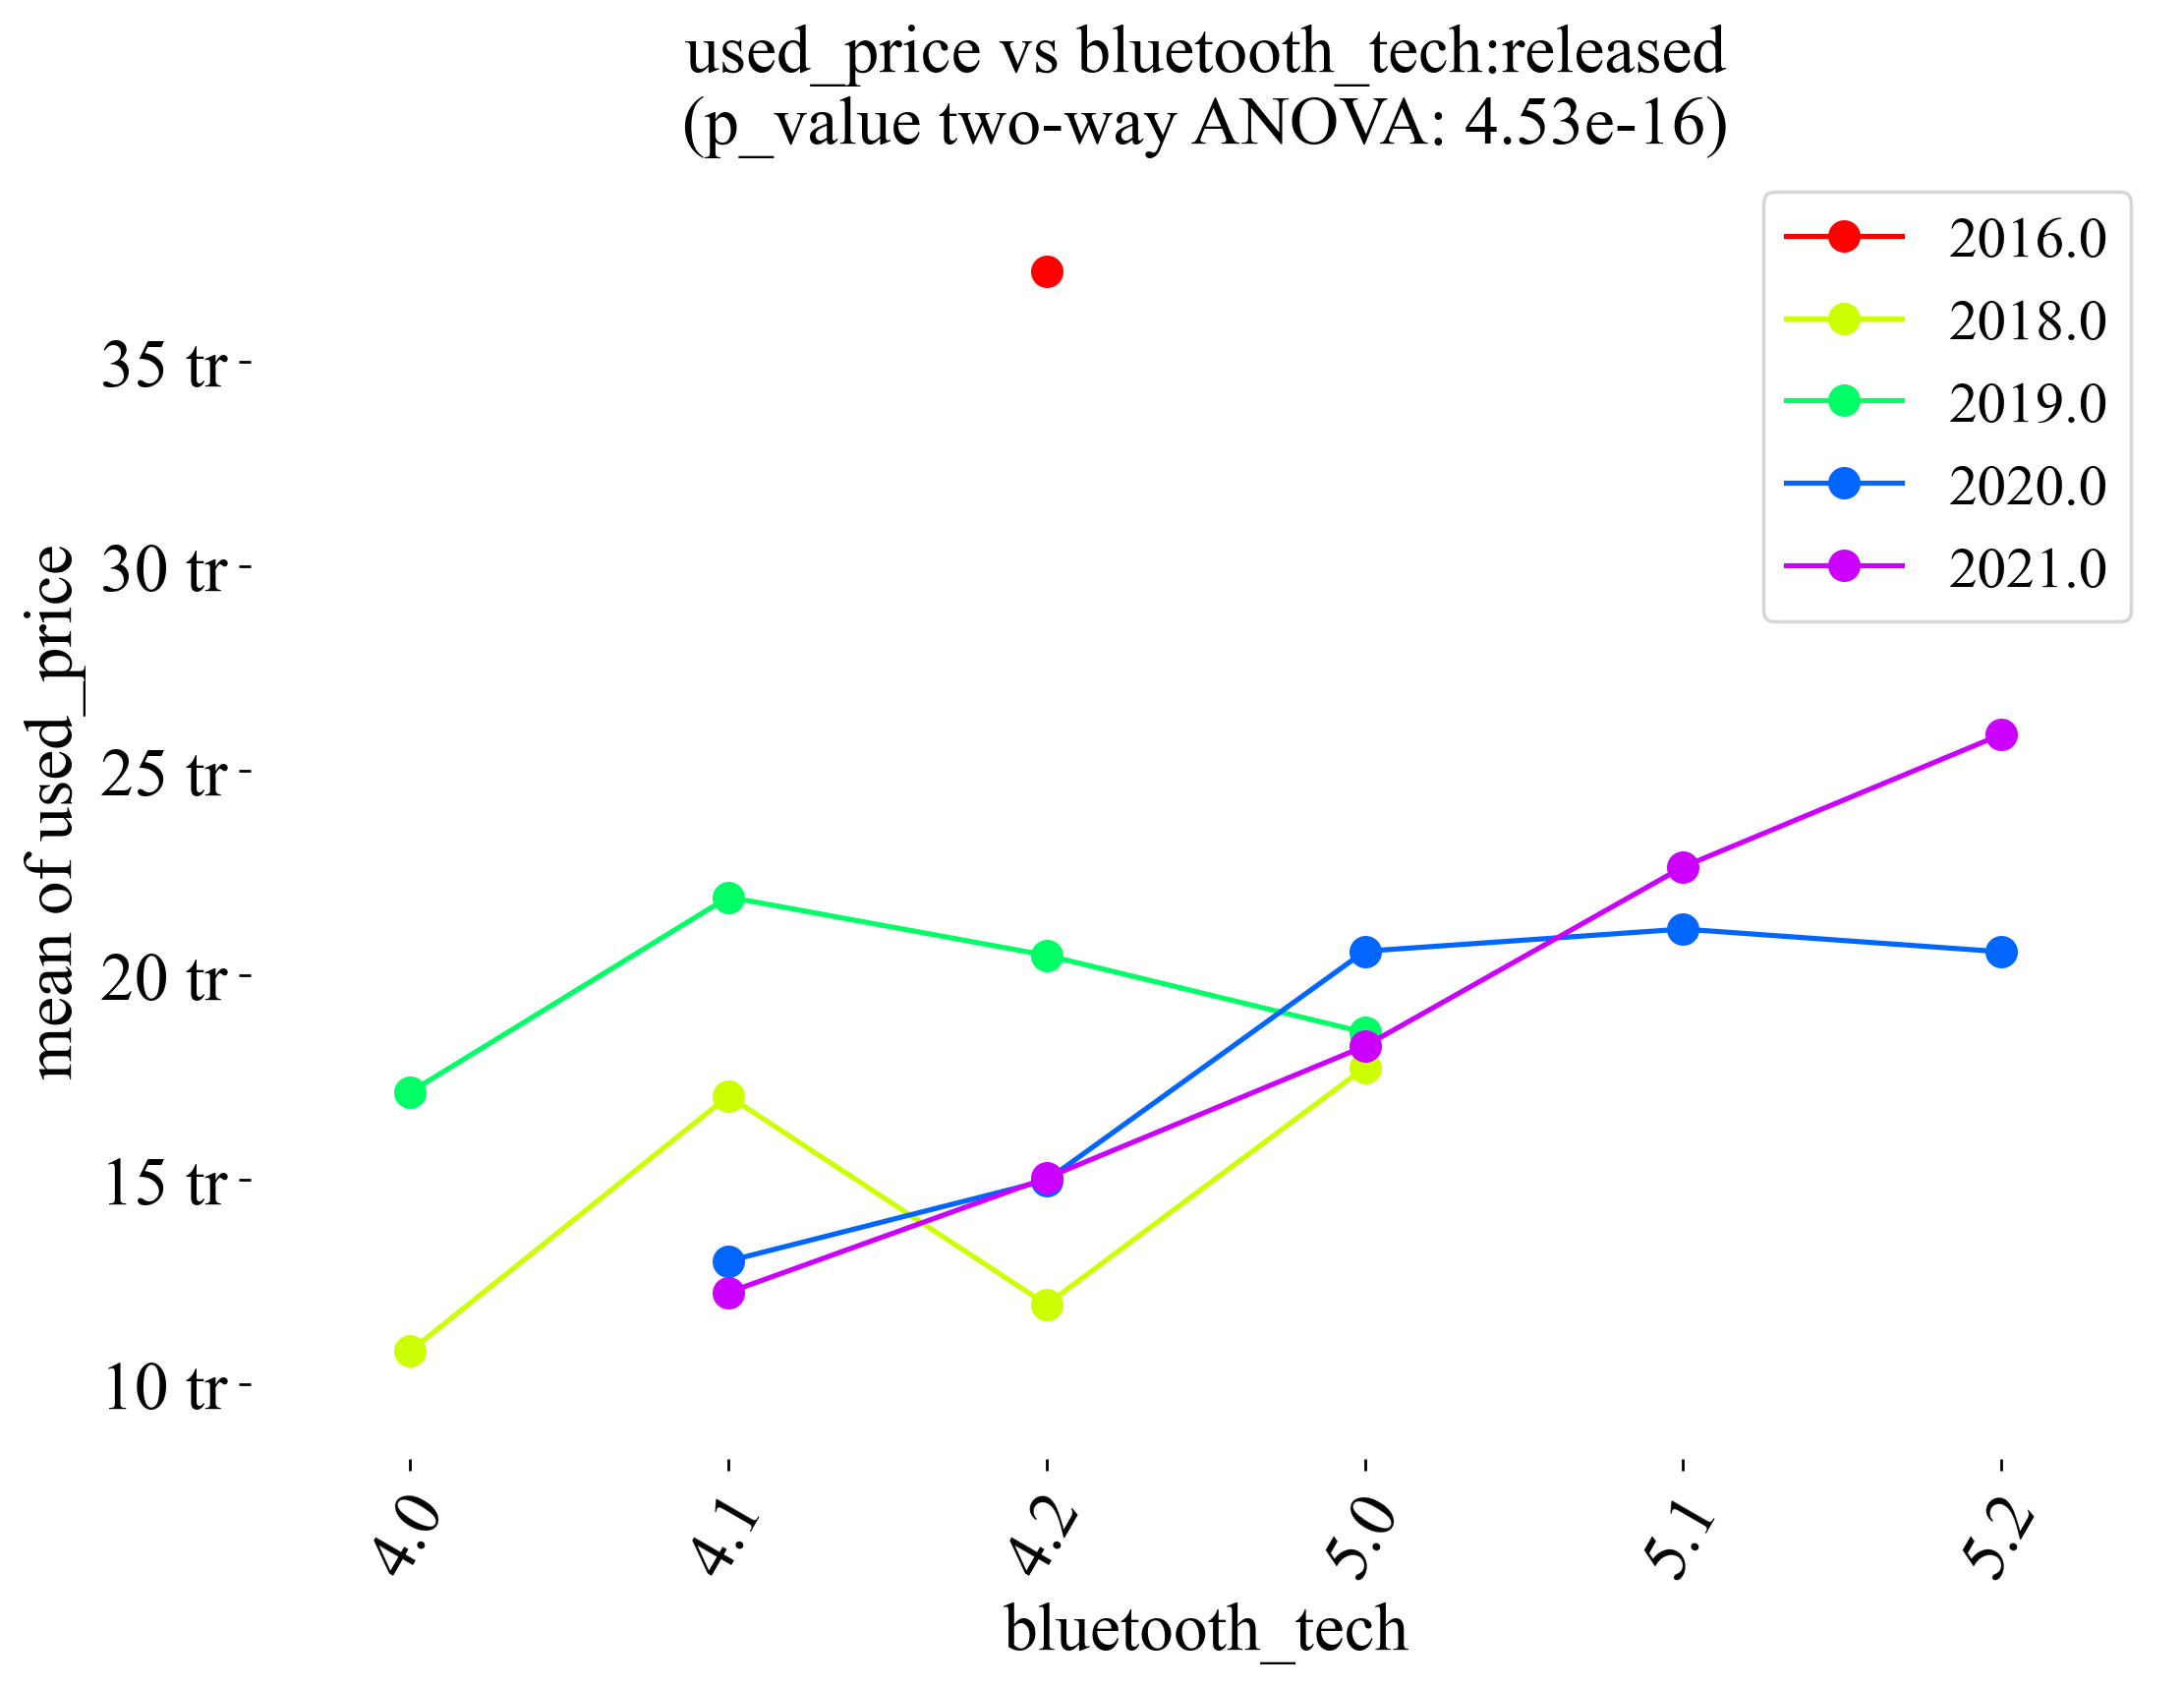 used_price vs bluetooth_tech:released
(p_value two-way ANOVA: 4.53e-16)
2016.0
2018.0
2019.0
2020.0
2021.0
mean of used_price
35 tr
30 tr
25 tr
20 tr
15 tr
10 tr
4.0
4.1
4.2
5.0
5.1
5.2
bluetooth_tech